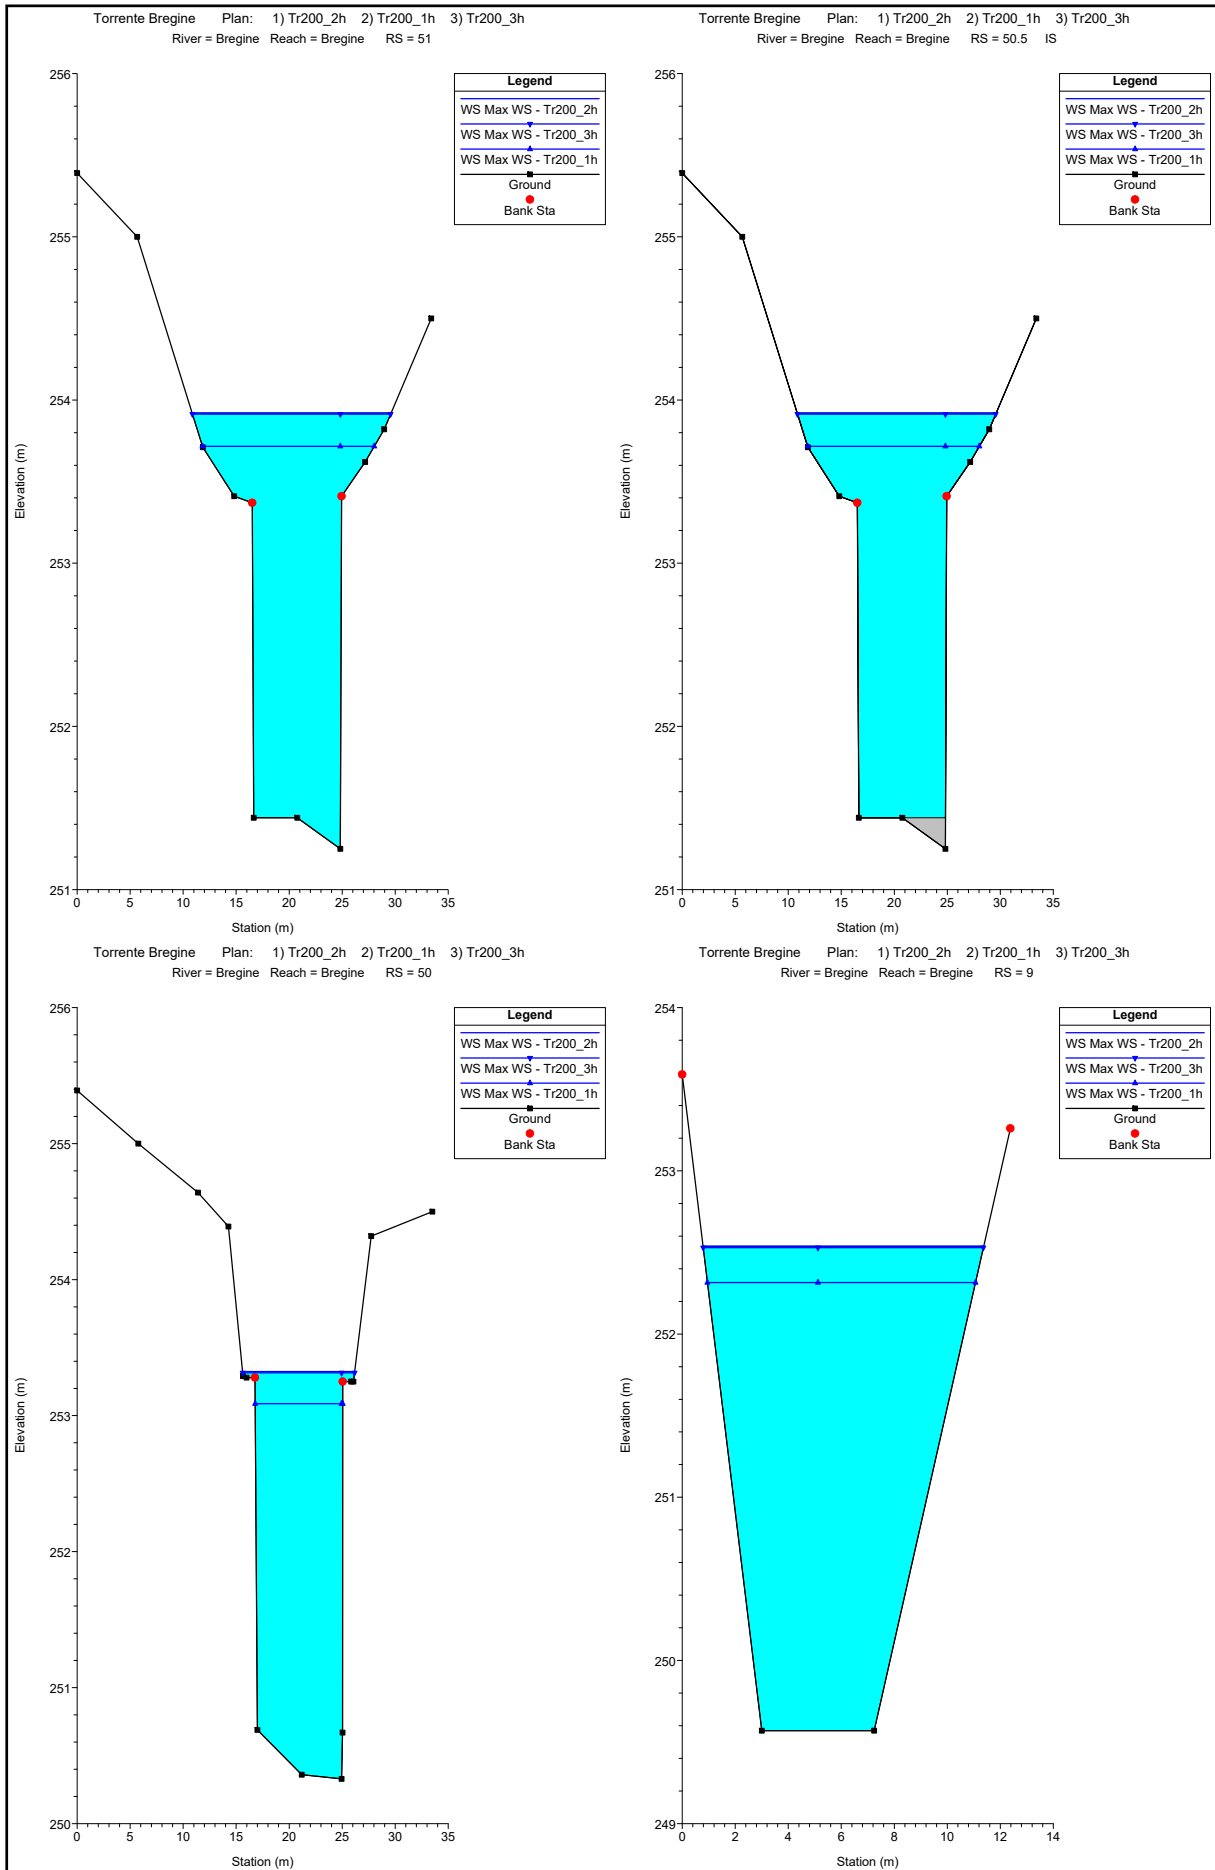 Torrente Bregine Plan: 1) Tr200_2h 2) Tr200_1h 3) Tr200_3h
River = Bregine Reach = Bregine RS = 51
Legend
WS Max WS - Tr200_2h
WS Max WS - Tr200_3h
WS Max WS - Tr200_1h
Ground
Bank Sta
256
255
254
253
252
251
Elevation (m)
0 5 10 15 20 25 30 35
Station (m)
Torrente Bregine Plan: 1) Tr200_2h 2) Tr200_1h 3) Tr200_3h
River = Bregine Reach = Bregine RS = 50.5 IS
Legend
WS Max WS - Tr200_2h
WS Max WS - Tr200_3h
WS Max WS - Tr200_1h
Ground
Bank Sta
256
255
254
253
252
251
Elevation (m)
0 5 10 15 20 25 30 35
Station (m)
Torrente Bregine Plan: 1) Tr200_2h 2) Tr200_1h 3) Tr200_3h
River = Bregine Reach = Bregine RS = 50
Legend
WS Max WS - Tr200_2h
WS Max WS - Tr200_3h
WS Max WS - Tr200_1h
Ground
Bank Sta
256
255
254
253
252
251
250
Elevation (m)
0 5 10 15 20 25 30 35
Station (m)
Torrente Bregine Plan: 1) Tr200_2h 2) Tr200_1h 3) Tr200_3h
River = Bregine Reach = Bregine RS = 9
Legend
WS Max WS - Tr200_2h
WS Max WS - Tr200_3h
WS Max WS - Tr200_1h
Ground
Bank Sta
254
253
252
251
250
249
Elevation (m)
0 2 4 6 8 10 12 14
Station (m)